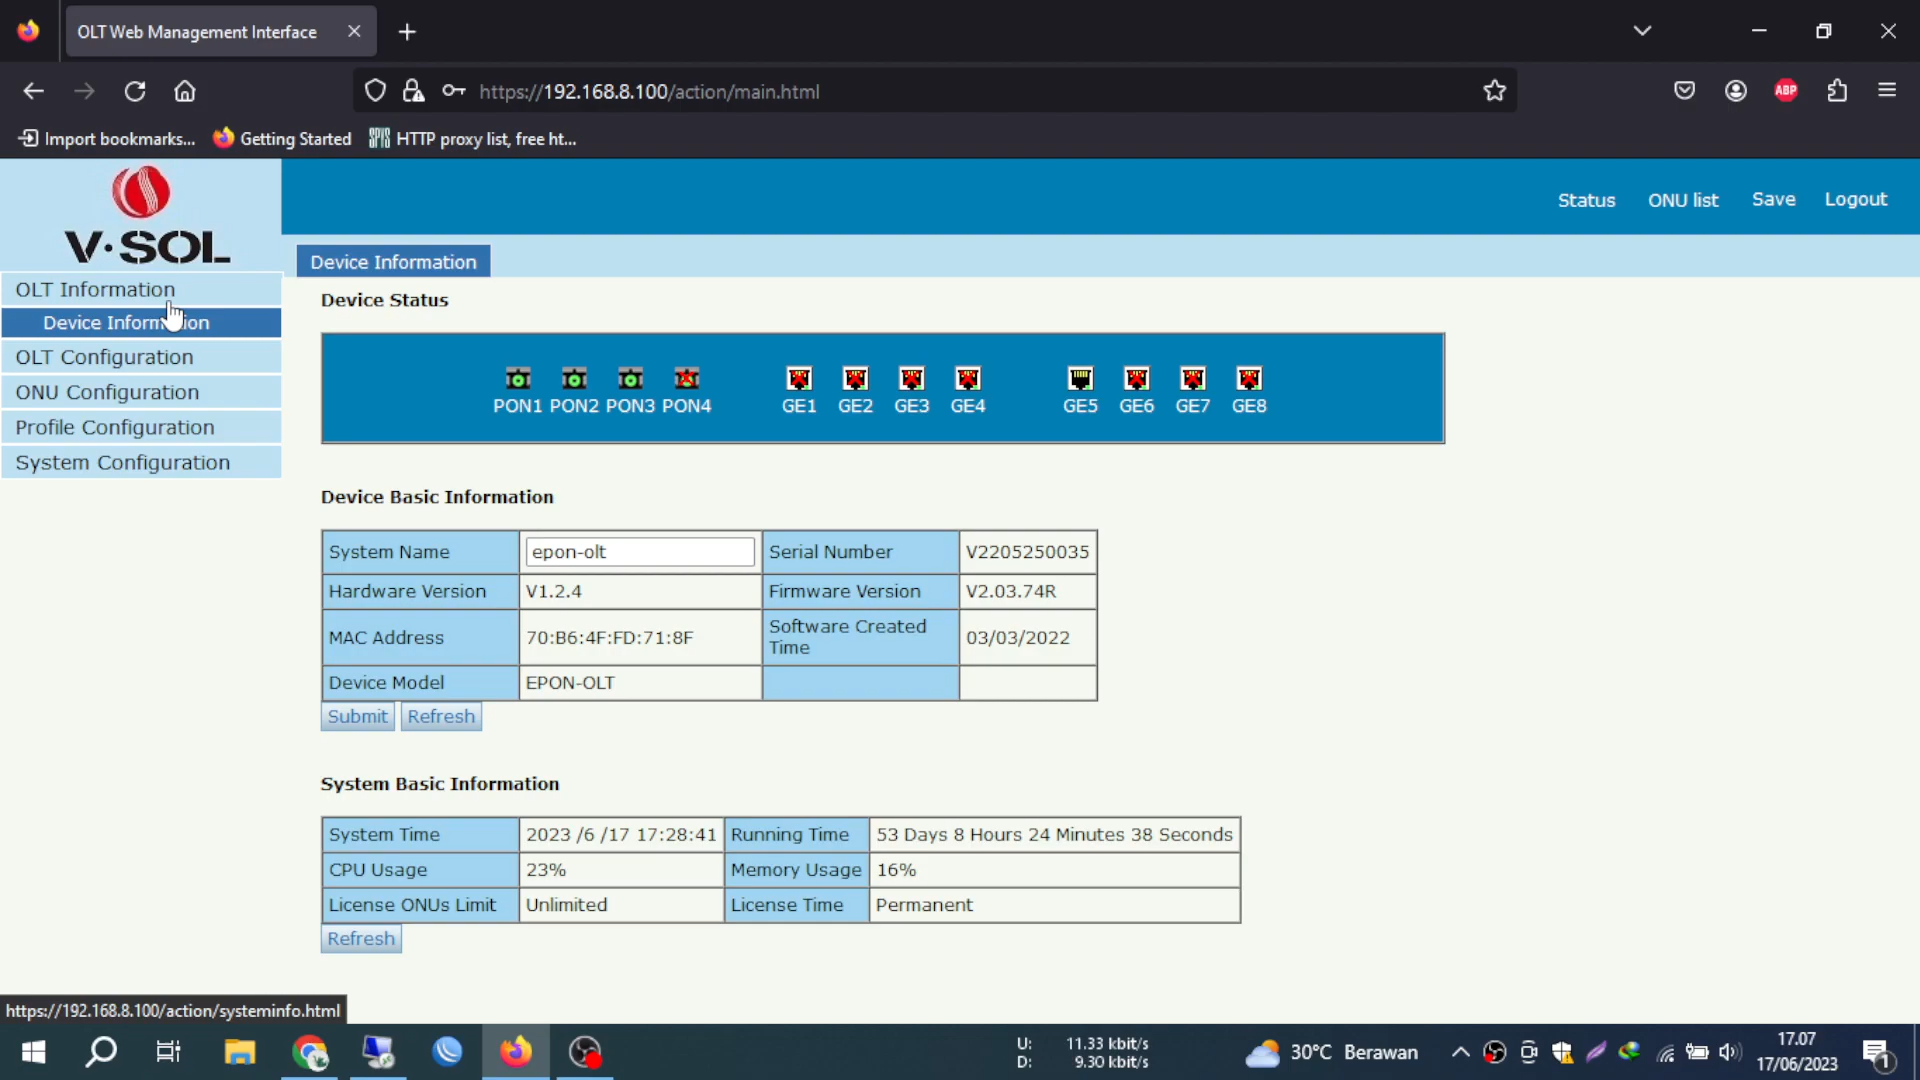 OLT Web Management Interface
https://192.168.8.100/action/main.html
ABP
Import bookmarks... Getting Started HTTP proxy list, free ht...
V·SOL
Status ONU list Save Logout
OLT Information
Device Information
OLT Configuration
ONU Configuration
Profile Configuration
System Configuration
Device Information
Device Status
PON1 PON2 PON3 PON4 GE1 GE2 GE3 GE4 GE5 GE6 GE7 GE8
Device Basic Information
System Name epon-olt Serial Number V2205250035
Hardware Version V1.2.4 Firmware Version V2.03.74R
MAC Address 70:B6:4F:FD:71:8F Software Created Time 03/03/2022
Device Model EPON-OLT
Submit Refresh
System Basic Information
System Time 2023 /6 /17 17:28:41 Running Time 53 Days 8 Hours 24 Minutes 38 Seconds
CPU Usage 23% Memory Usage 16%
License ONUs Limit Unlimited License Time Permanent
Refresh
https://192.168.8.100/action/systeminfo.html
U: 11.33 kbit/s
D: 9.30 kbit/s
30°C Berawan
17.07
17/06/2023
1